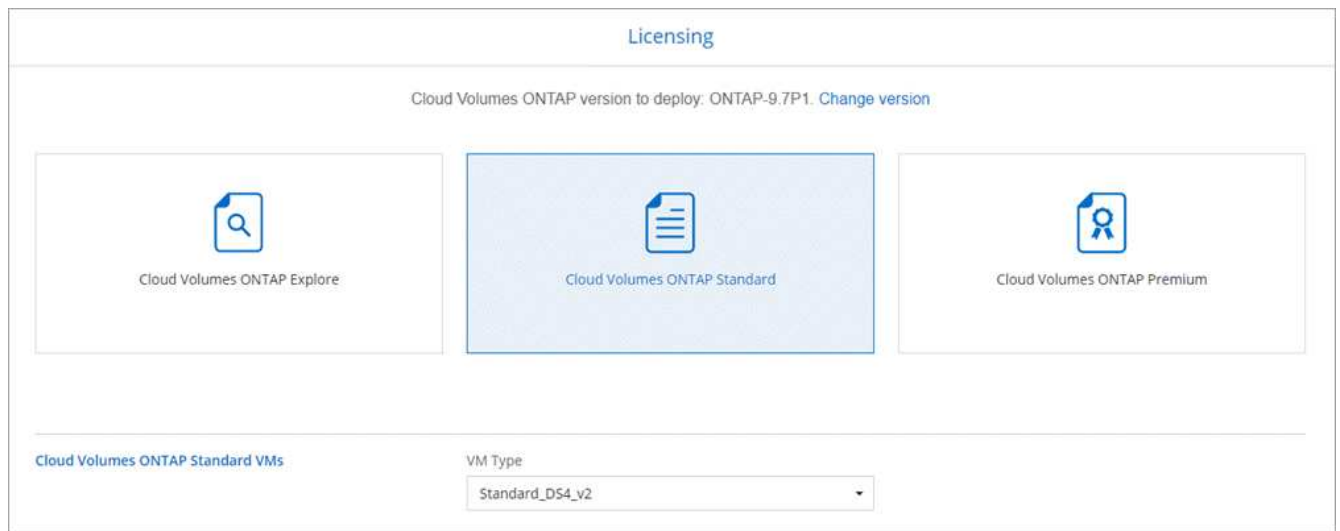 Licensing
Cloud Volumes ONTAP version to deploy: ONTAP-9.7P1. Change version
Cloud Volumes ONTAP Explore
Cloud Volumes ONTAP Standard
Cloud Volumes ONTAP Premium
Cloud Volumes ONTAP Standard VMs
VM Type
Standard_DS4_v2